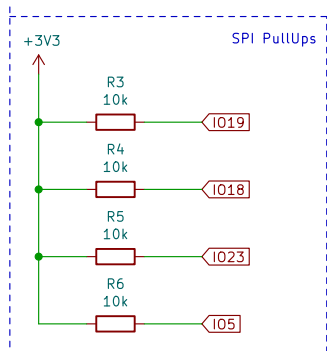 SPI PullUps
+3V3
R3
10k
IO19
R4
10k
IO18
R5
10k
IO23
R6
10k
IO5